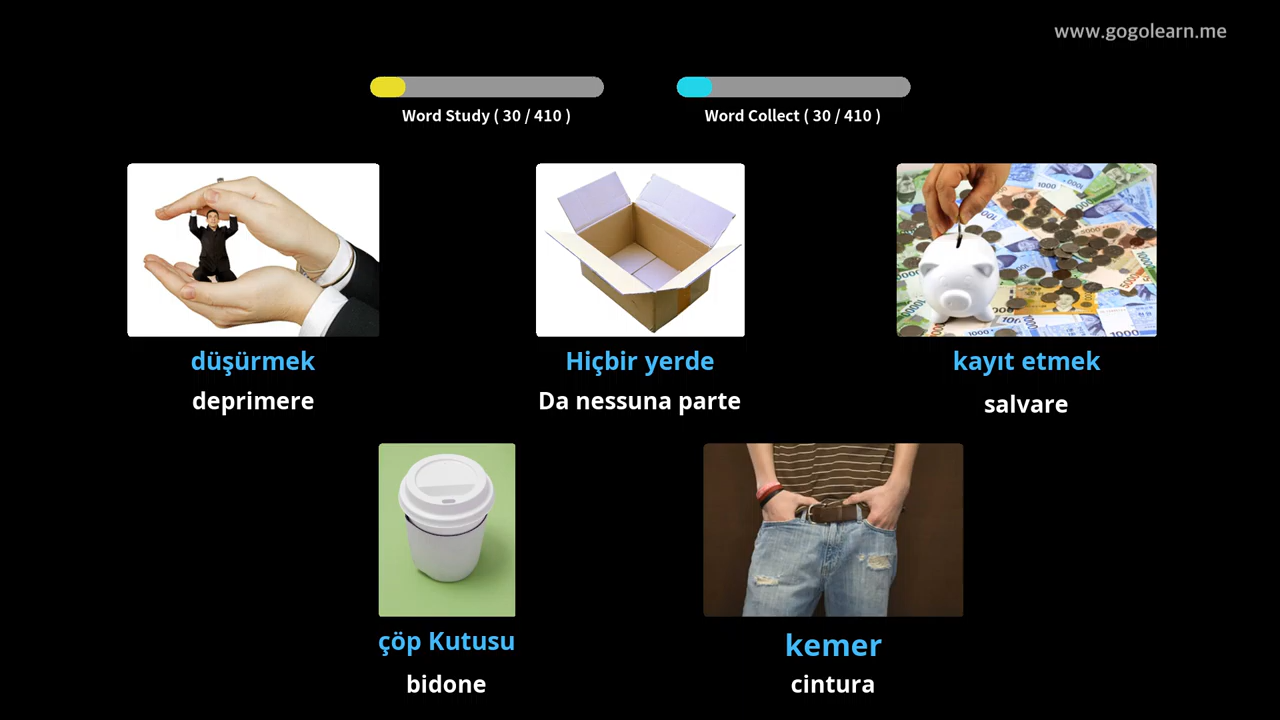 www.gogolearn.me
Word Study ( 30 / 410 )
Word Collect ( 30 / 410 )
düşürmek
deprimere
Hiçbir yerde
Da nessuna parte
kayıt etmek
salvare
çöp Kutusu
bidone
kemer
cintura